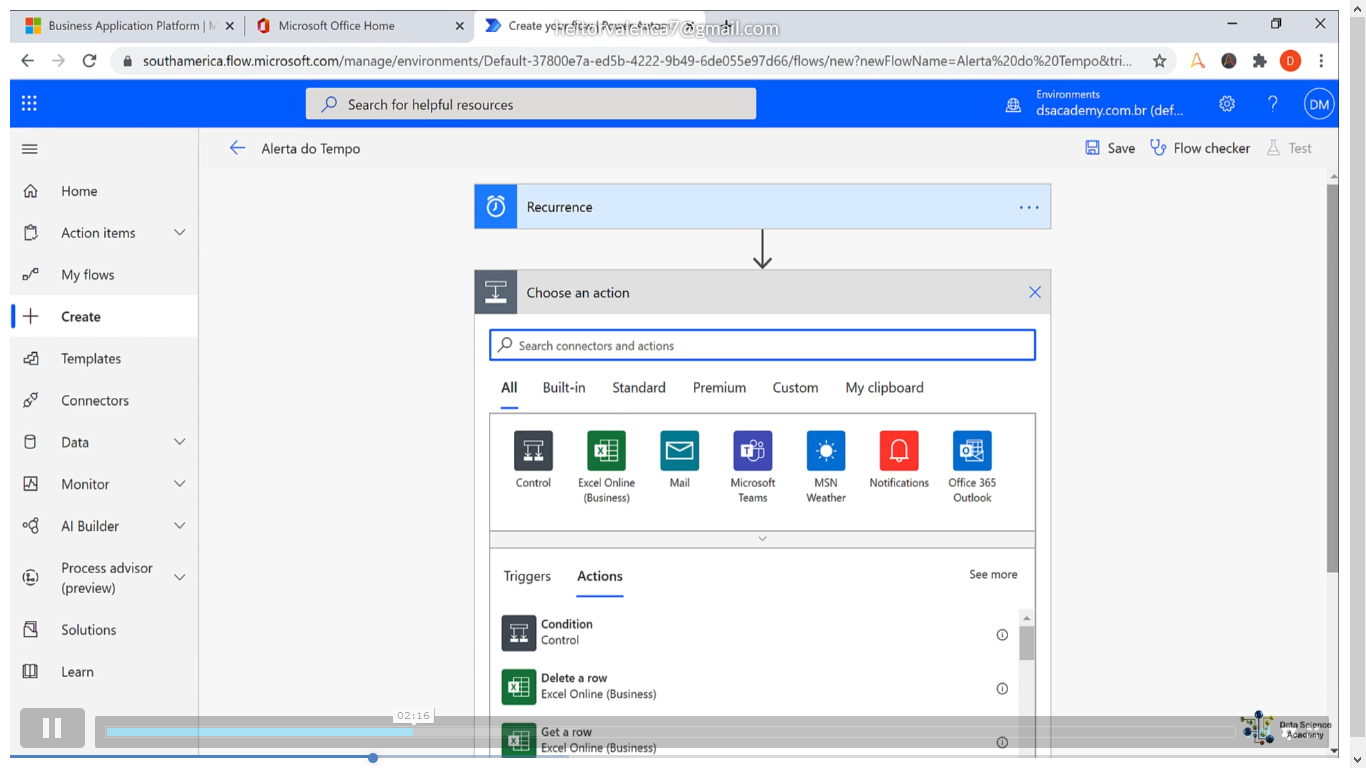 Business Application Platform | M
Microsoft Office Home
Create your flow | Power Autom
heitorvalenca7@gmail.com
southamerica.flow.microsoft.com/manage/environments/Default-37800e7a-ed5b-4222-9b49-6de055e97d66/flows/new?newFlowName=Alerta%20do%20Tempo&tri...
D
Search for helpful resources
Environments
dsacademy.com.br (def...
?
DM
Alerta do Tempo
Save
Flow checker
Test
Home
Action items
My flows
Create
Templates
Connectors
Data
Monitor
AI Builder
Process advisor
(preview)
Solutions
Learn
Recurrence
Choose an action
Search connectors and actions
All
Built-in
Standard
Premium
Custom
My clipboard
Control
Excel Online
(Business)
Mail
Microsoft
Teams
MSN
Weather
Notifications
Office 365
Outlook
Triggers
Actions
See more
Condition
Control
Delete a row
Excel Online (Business)
Get a row
Excel Online (Business)
02:16
Data Science
Academy